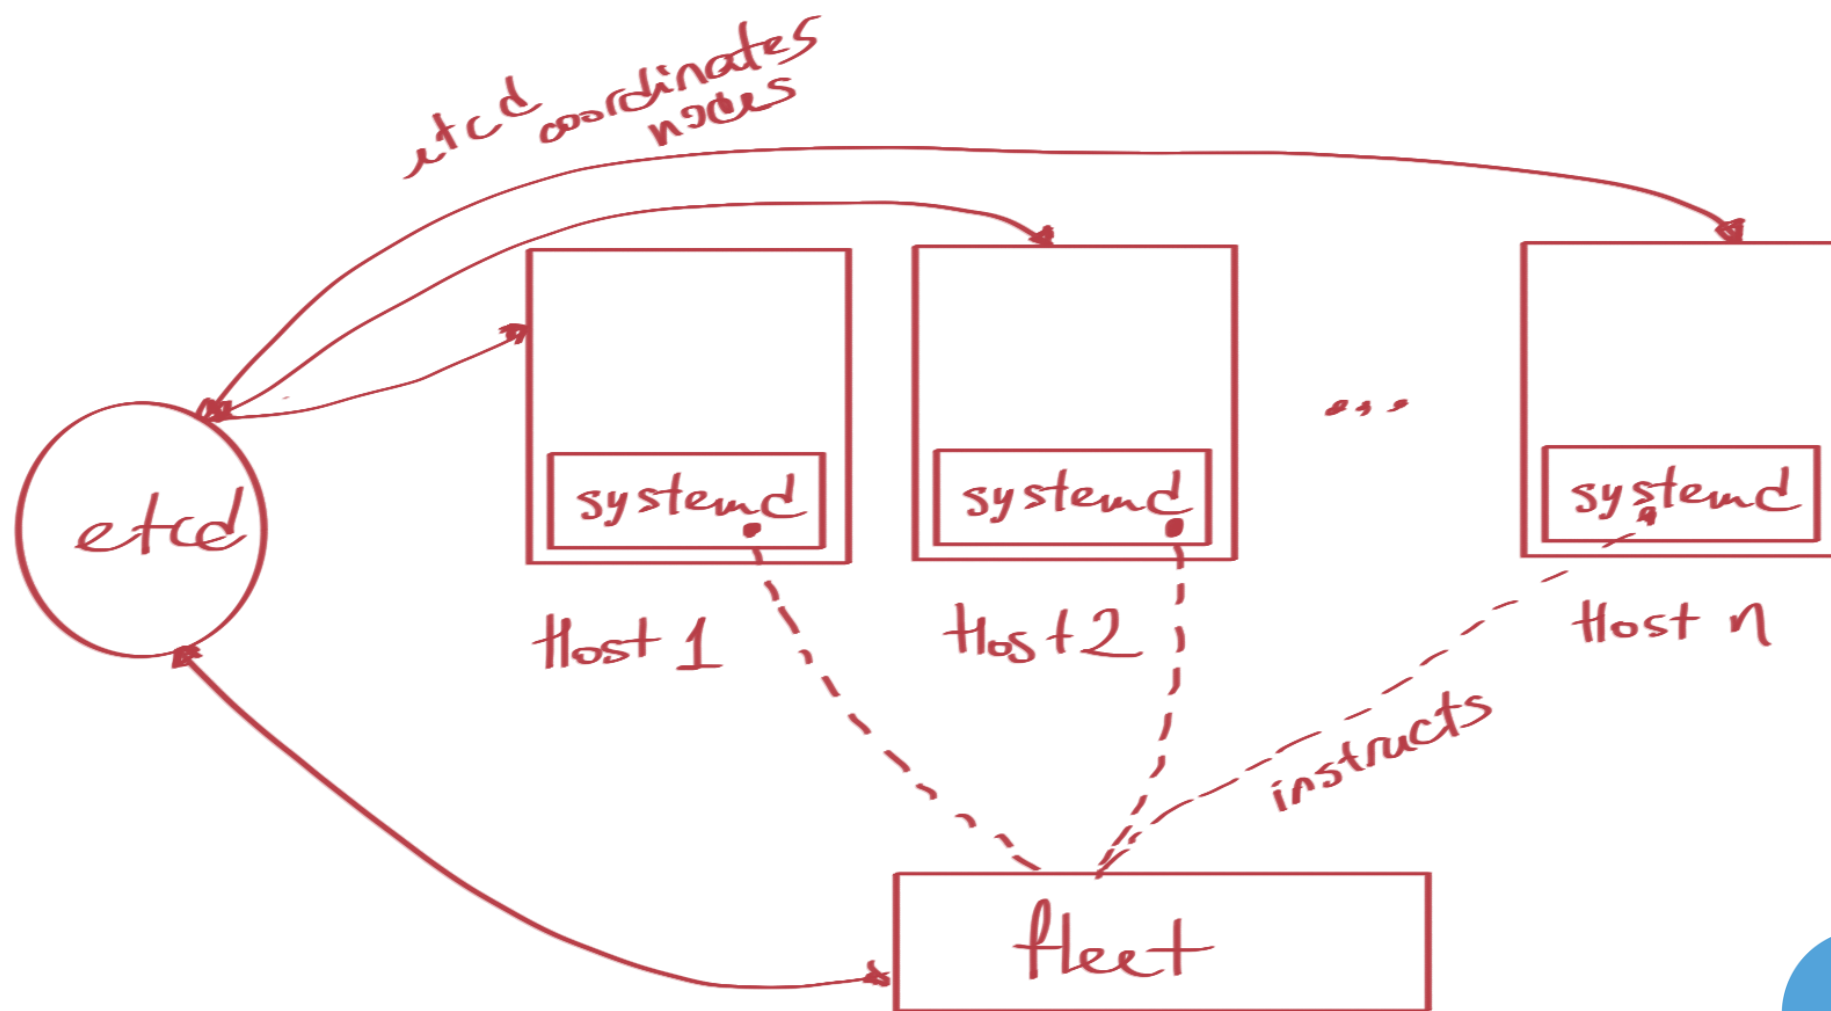 etcd coordinates
nodes
systemd
systemd
...
systemd
etcd
Host 1
Host 2
Host n
instructs
fleet